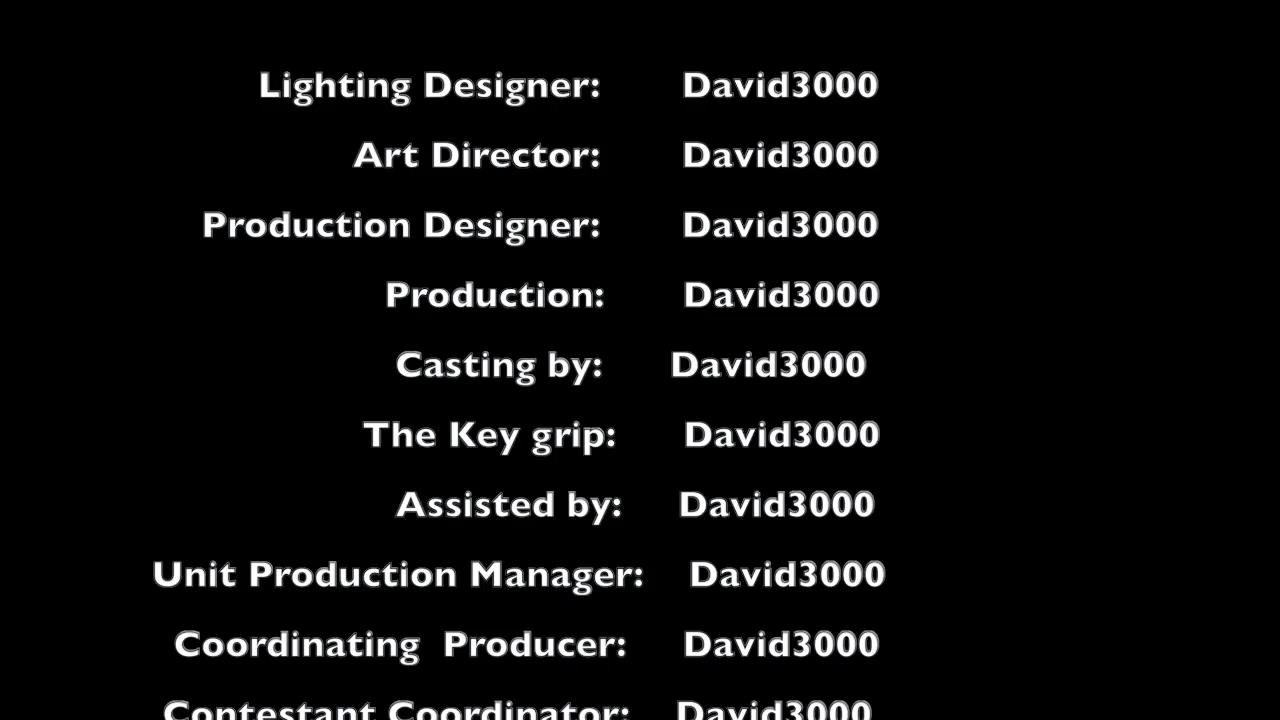 Lighting Designer: David3000
Art Director: David3000
Production Designer: David3000
Production: David3000
Casting by: David3000
The Key grip: David3000
Assisted by: David3000
Unit Production Manager: David3000
Coordinating Producer: David3000
Contestant Coordinator: David3000